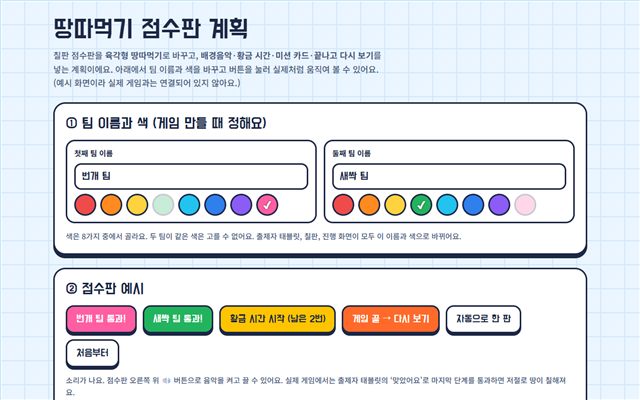 땅따먹기 점수판 계획
칠판 점수판을 육각형 땅따먹기로 바꾸고, 배경음악·황금 시간·미션 카드·끝나고 다시 보기를
넣는 계획이에요. 아래에서 팀 이름과 색을 바꾸고 버튼을 눌러 실제처럼 움직여 볼 수 있어요.
(예시 화면이라 실제 게임과는 연결되어 있지 않아요.)
① 팀 이름과 색 (게임 만들 때 정해요)
첫째 팀 이름
번개 팀
둘째 팀 이름
새싹 팀
색은 8가지 중에서 골라요. 두 팀이 같은 색은 고를 수 없어요. 출제자 태블릿, 칠판, 진행 화면이 모두 이 이름과 색으로 바뀌어요.
② 점수판 예시
번개 팀 통과!
새싹 팀 통과!
황금 시간 시작 (남은 2번)
게임 끝 → 다시 보기
자동으로 한 판
처음부터
소리가 나요. 점수판 오른쪽 위 🔊 버튼으로 음악을 켜고 끌 수 있어요. 실제 게임에서는 출제자 태블릿의 '맞았어요'로 마지막 단계를 통과하면 저절로 땅이 칠해져
요.